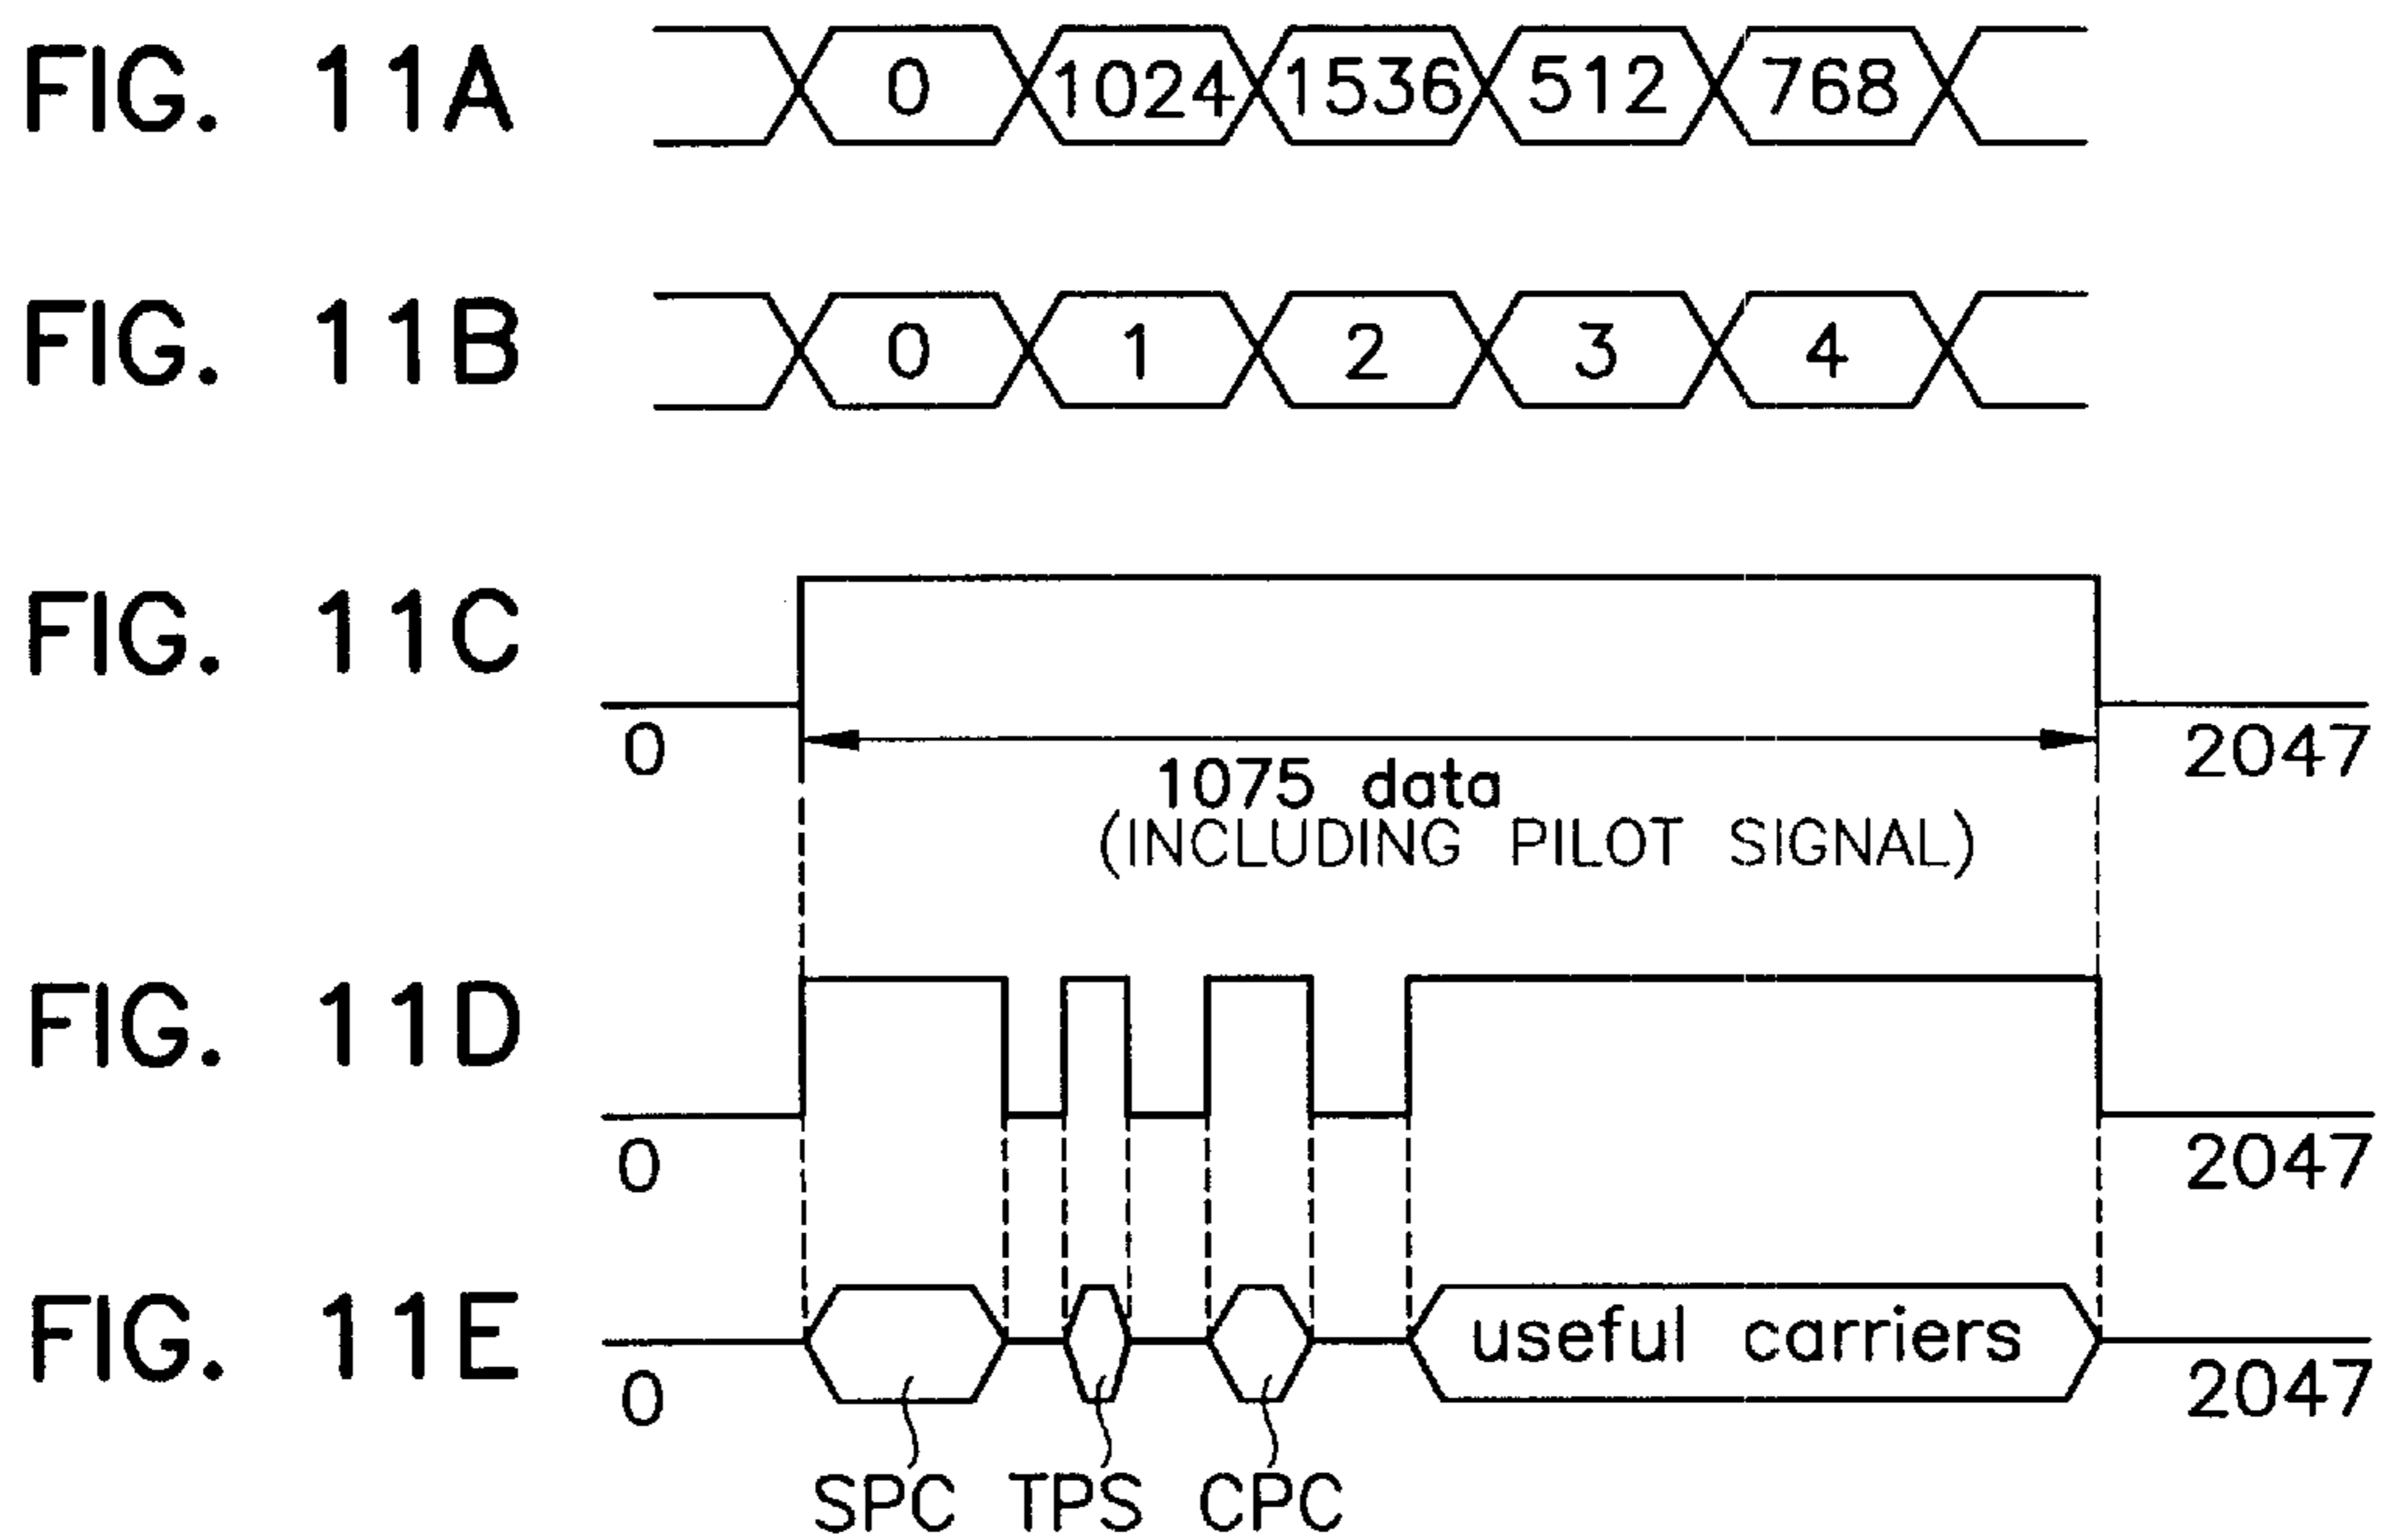 FIG. 11A 0 1024 1536 512 768
FIG. 11B 0 1 2 3 4
FIG. 11C
0 2047
1075 data
(INCLUDING PILOT SIGNAL)
FIG. 11D
0 2047
FIG. 11E useful carriers
0 2047
SPC TPS CPC